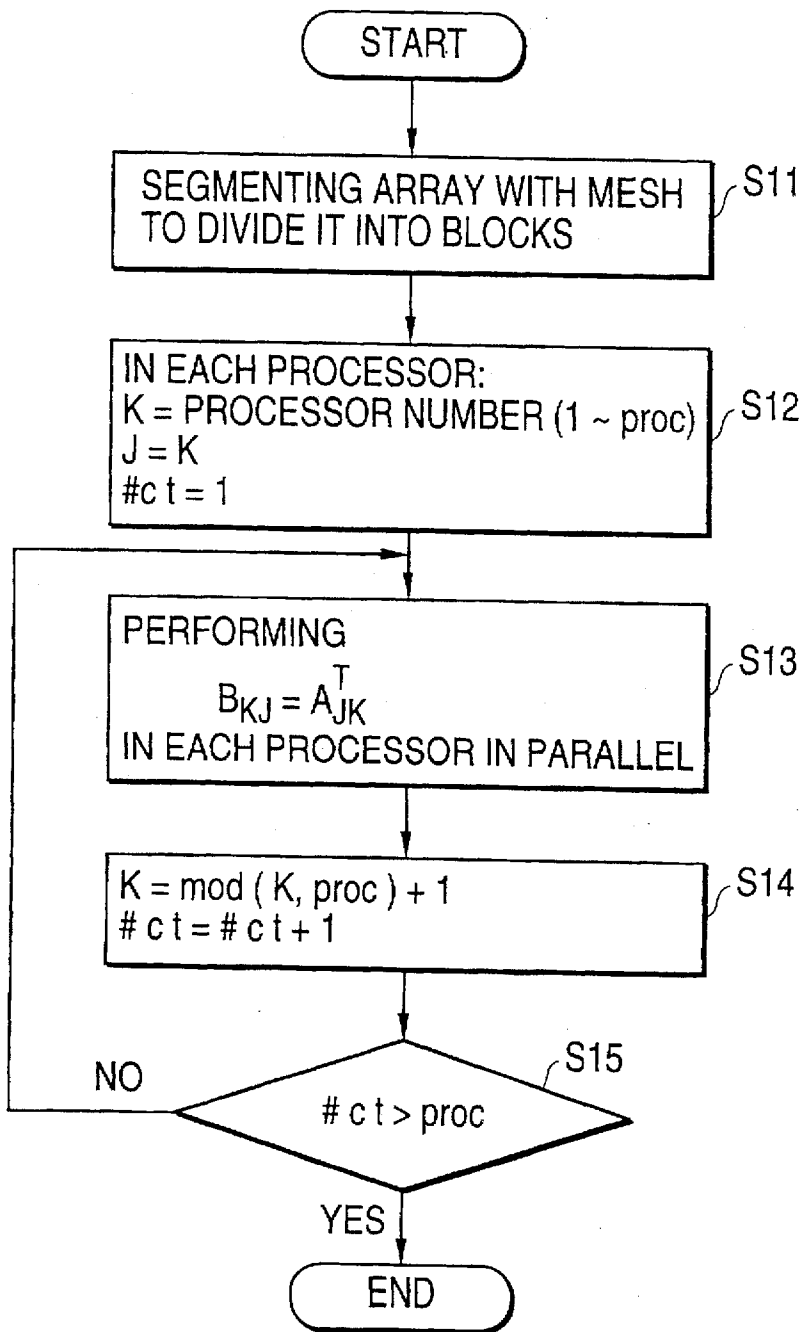 START
SEGMENTING ARRAY WITH MESH
TO DIVIDE IT INTO BLOCKS
S11
IN EACH PROCESSOR:
K = PROCESSOR NUMBER (1 ~ proc)
J = K
#c t = 1
S12
PERFORMING
B_KJ = A_JK^T
IN EACH PROCESSOR IN PARALLEL
S13
K = mod ( K, proc ) + 1
# c t = # c t + 1
S14
S15
# c t > proc
NO
YES
END